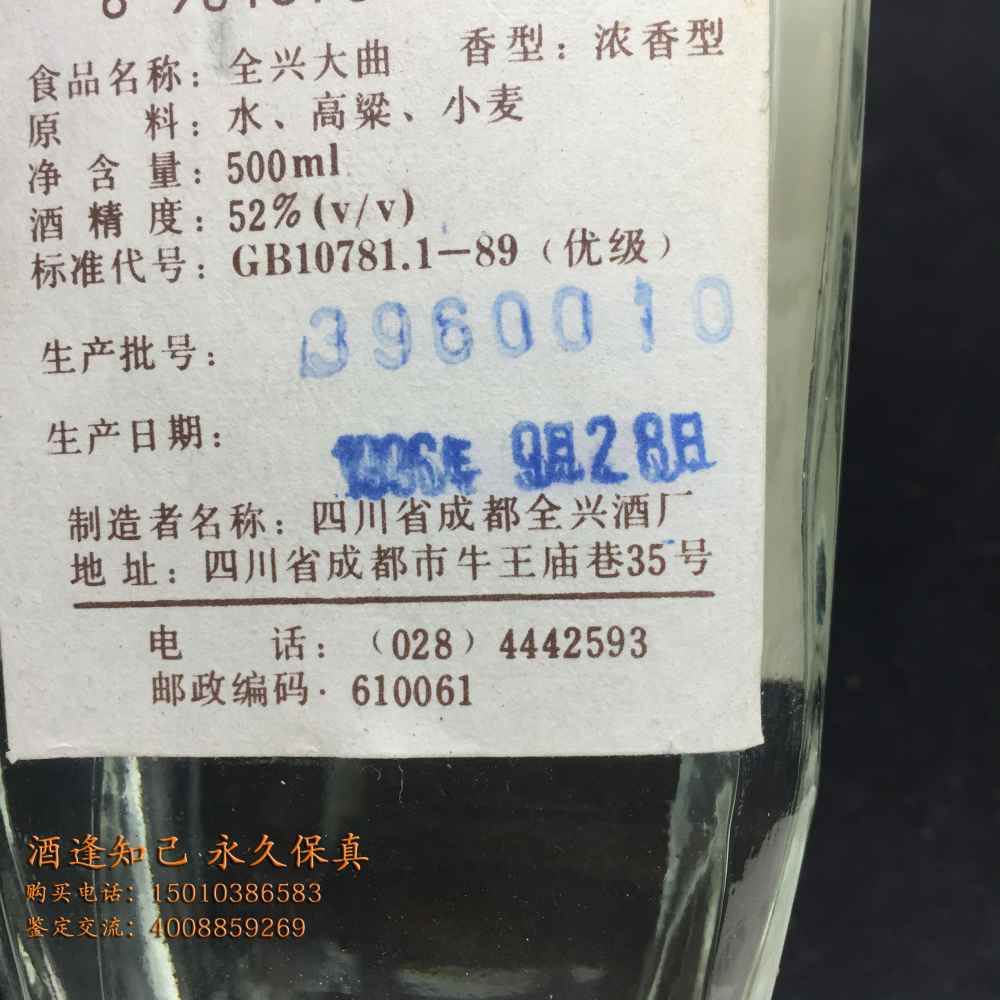 食品名称：全兴大曲 香型：浓香型
原 料：水、高粱、小麦
净含量：500ml
酒精度：52%(v/v)
标准代号：GB10781.1-89（优级）
生产批号：3960010
生产日期：1996年 9月28日
制造者名称：四川省成都全兴酒厂
地址：四川省成都市牛王庙巷35号
电 话：（028）4442593
邮政编码·610061
酒逢知己 永久保真
购买电话：15010386583
鉴定交流：4008859269